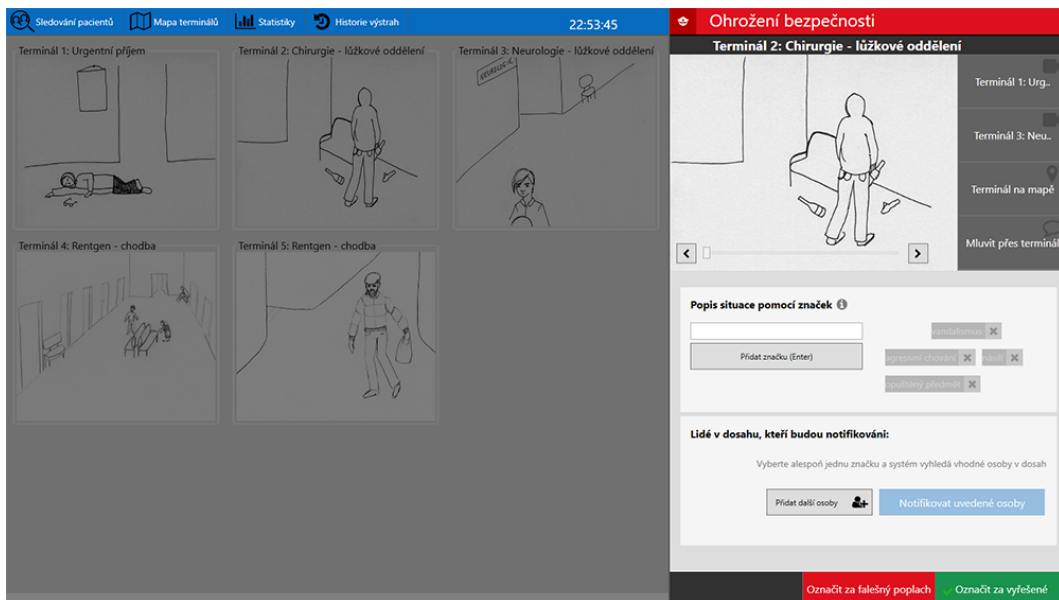 Sledování pacientů
Mapa terminálů
Statistiky
Historie výstrah
22:53:45
Ohrožení bezpečnosti
Terminál 1: Urgentní příjem
Terminál 2: Chirurgie - lůžkové oddělení
Terminál 3: Neurologie - lůžkové oddělení
NEUROLOGIE
Terminál 4: Rentgen - chodba
Terminál 5: Rentgen - chodba
Terminál 2: Chirurgie - lůžkové oddělení
Terminál 1: Urg..
Terminál 3: Neu..
Terminál na mapě
Mluvit přes terminál
Popis situace pomocí značek
Přidat značku (Enter)
vandalismus
agresivní chování
násilí
opuštěný předmět
Lidé v dosahu, kteří budou notifikováni:
Vyberte alespoň jednu značku a systém vyhledá vhodné osoby v dosah
Přidat další osoby
Notifikovat uvedené osoby
Označit za falešný poplach
Označit za vyřešené